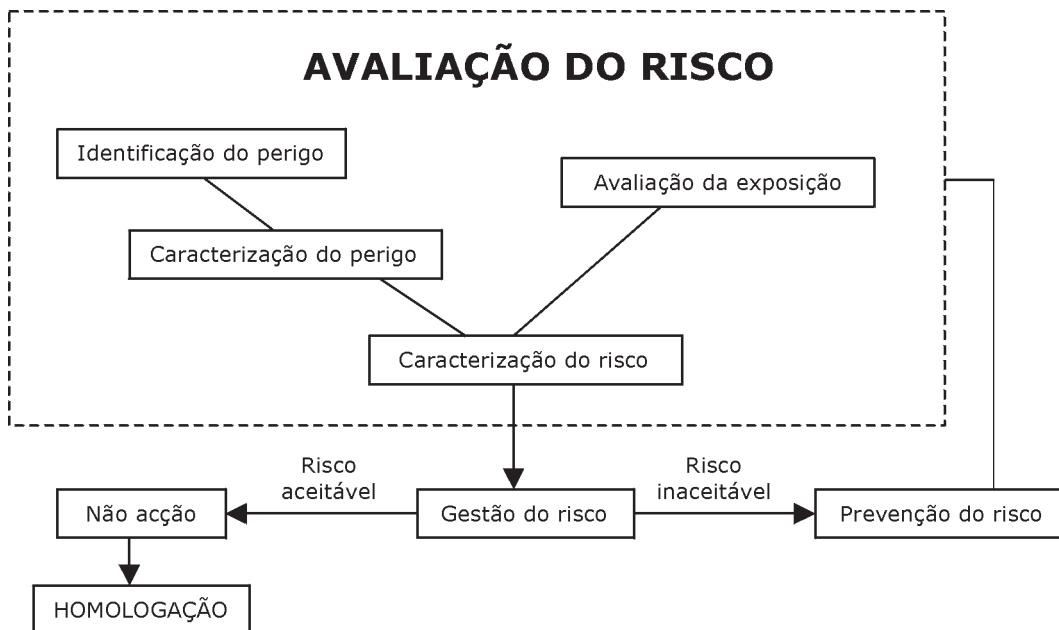 AVALIAÇÃO DO RISCO
Identificação do perigo
Avaliação da exposição
Caracterização do perigo
Caracterização do risco
Risco
aceitável
Risco
inaceitável
Não acção
Gestão do risco
Prevenção do risco
HOMOLOGAÇÃO